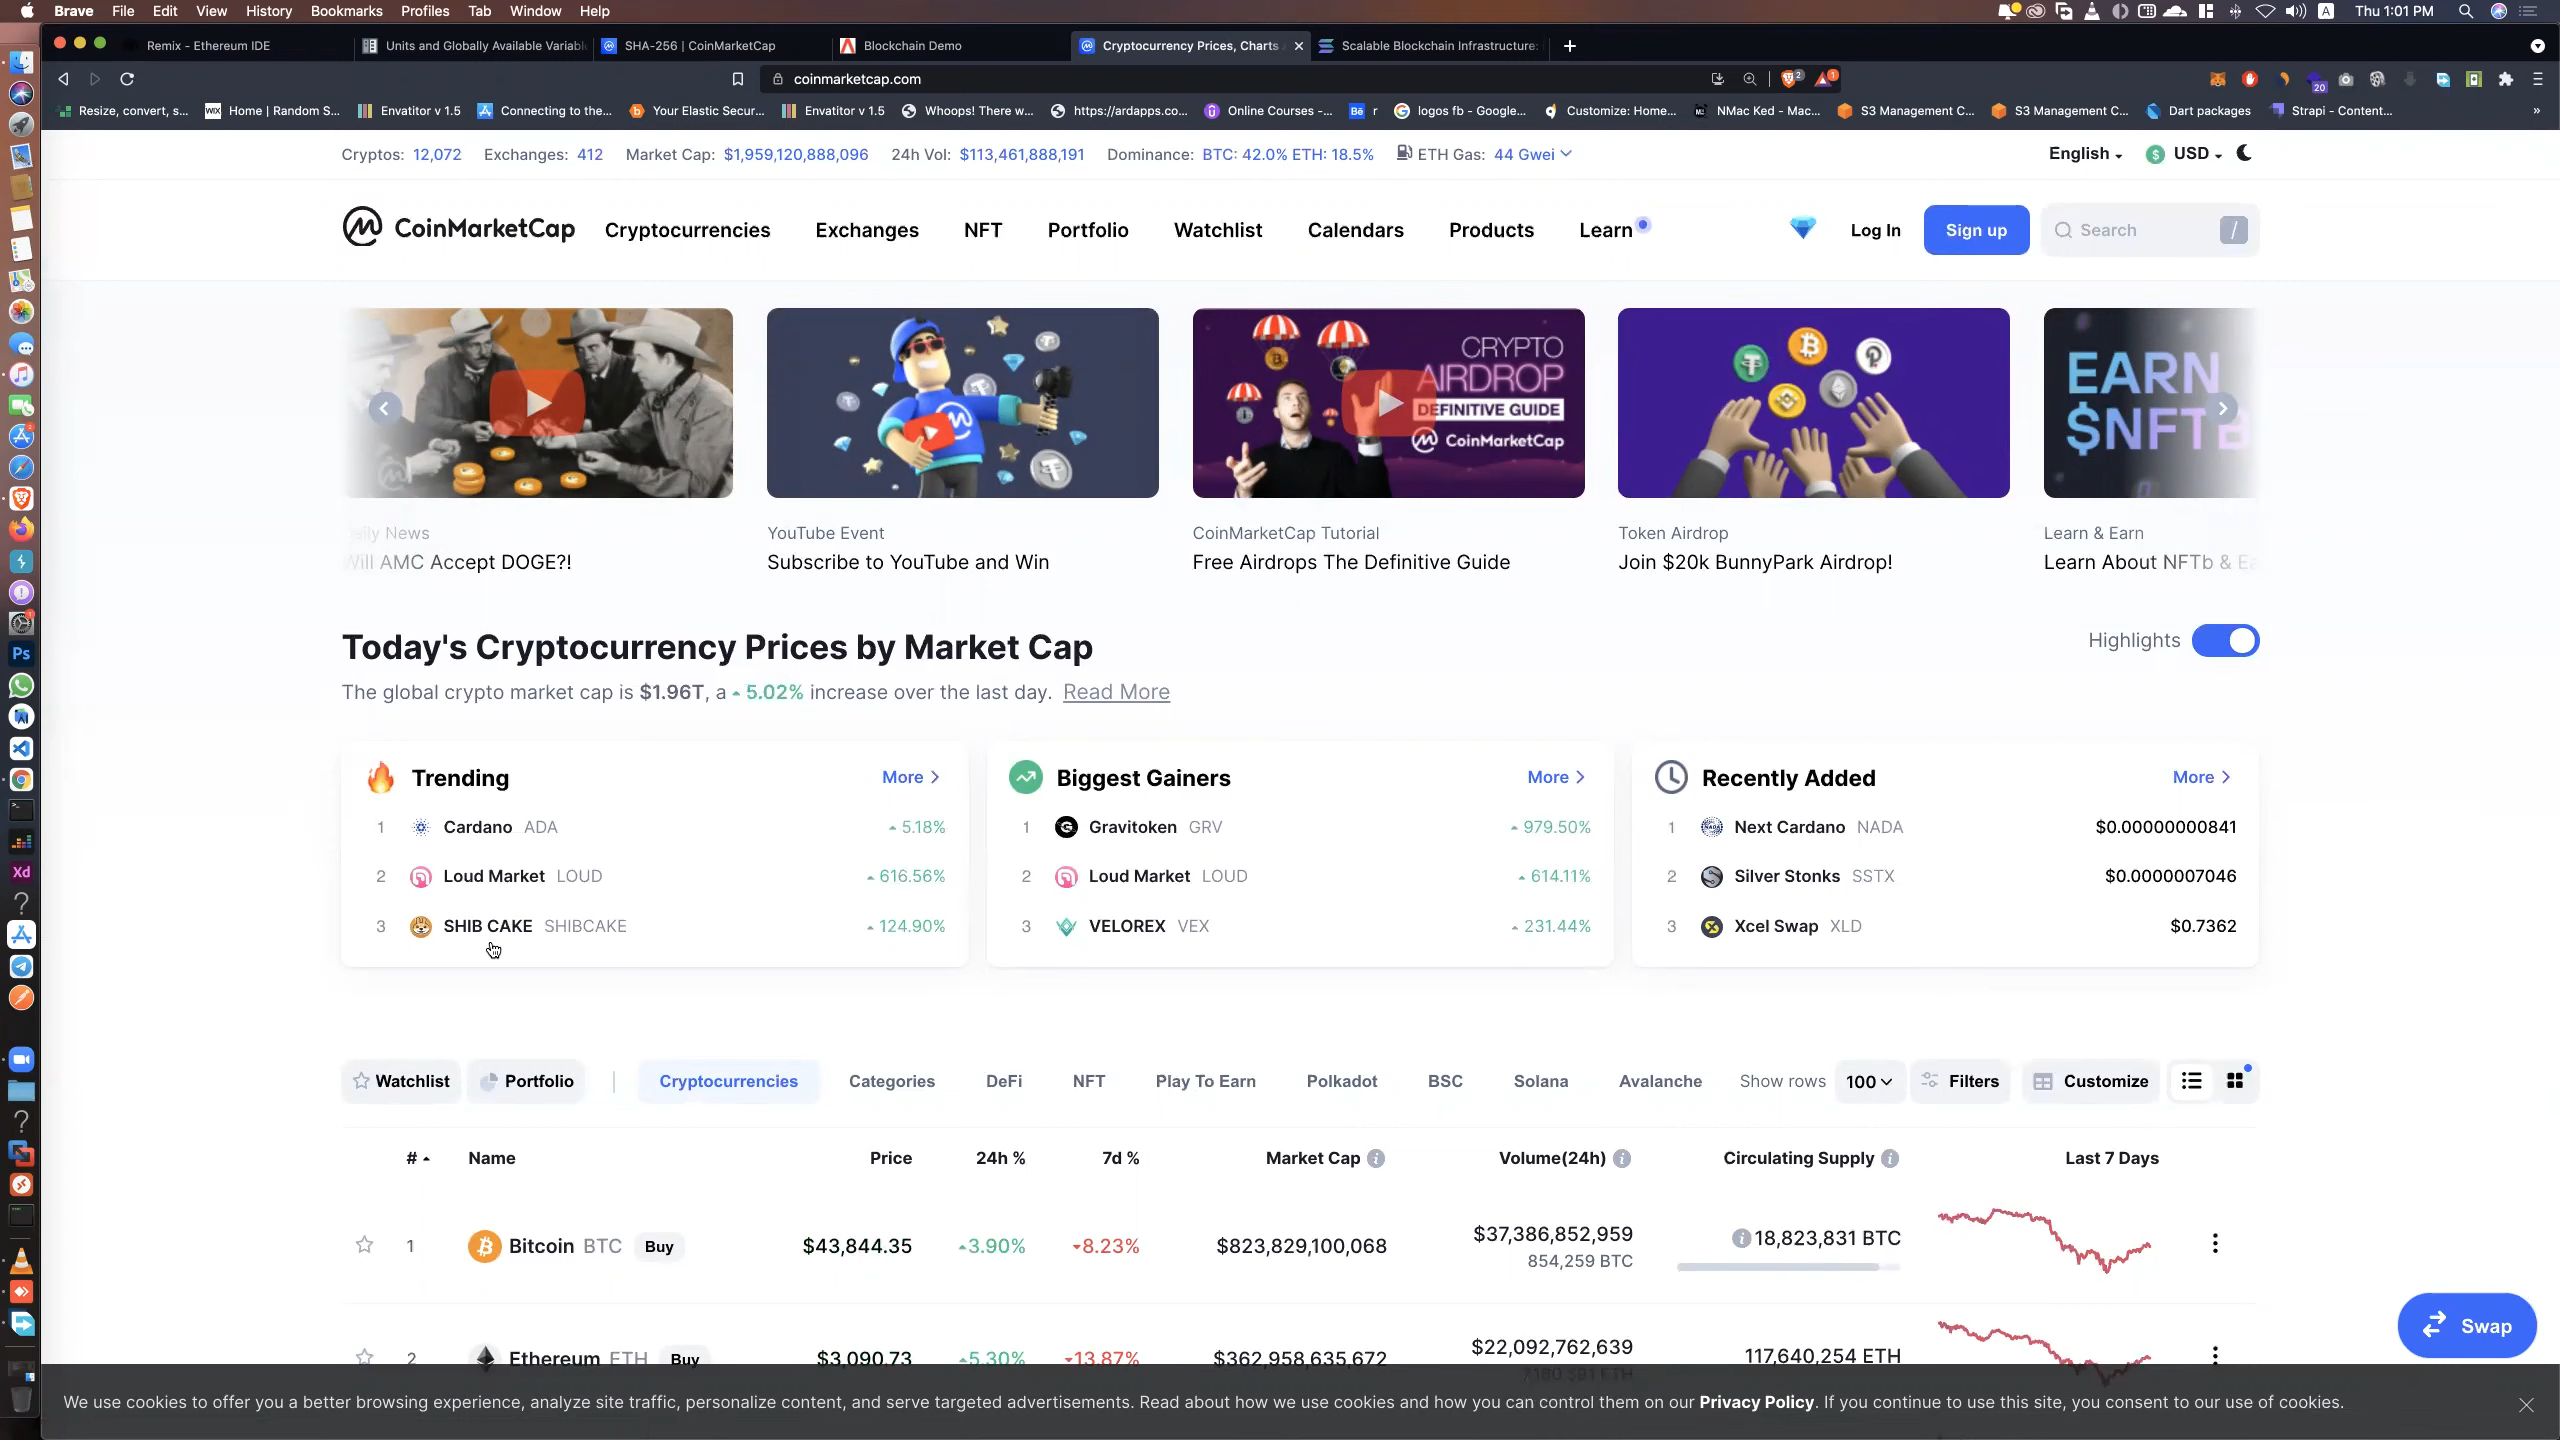 Brave File Edit View History Bookmarks Profiles Tab Window Help
A Thu 1:01 PM
Remix - Ethereum IDE
Units and Globally Available Variabl
SHA-256 | CoinMarketCap
Blockchain Demo
Cryptocurrency Prices, Charts
Scalable Blockchain Infrastructure:
coinmarketcap.com
2
1
20
Resize, convert, s...
WIX Home | Random S...
Envatitor v 1.5
Connecting to the...
Your Elastic Secur...
Envatitor v 1.5
Whoops! There w...
https://ardapps.co...
Online Courses -...
Bē r
logos fb - Google...
Customize: Home...
NMac Ked - Mac...
S3 Management C...
S3 Management C...
Dart packages
Strapi - Content...
»
Cryptos: 12,072 Exchanges: 412 Market Cap: $1,959,120,888,096 24h Vol: $113,461,888,191 Dominance: BTC: 42.0% ETH: 18.5% ETH Gas: 44 Gwei
English
$ USD
CoinMarketCap
Cryptocurrencies Exchanges NFT Portfolio Watchlist Calendars Products Learn
Log In
Sign up
Search /
CRYPTO
AIRDROP
DEFINITIVE GUIDE
CoinMarketCap
EARN
$NFTB
Daily News
Will AMC Accept DOGE?!
YouTube Event
Subscribe to YouTube and Win
CoinMarketCap Tutorial
Free Airdrops The Definitive Guide
Token Airdrop
Join $20k BunnyPark Airdrop!
Learn & Earn
Learn About NFTb & Ea
Today's Cryptocurrency Prices by Market Cap
Highlights
The global crypto market cap is $1.96T, a 5.02% increase over the last day. Read More
Trending More
1 Cardano ADA 5.18%
2 Loud Market LOUD 616.56%
3 SHIB CAKE SHIBCAKE 124.90%
Biggest Gainers More
1 Gravitoken GRV 979.50%
2 Loud Market LOUD 614.11%
3 VELOREX VEX 231.44%
Recently Added More
1 Next Cardano NADA $0.00000000841
2 Silver Stonks SSTX $0.0000007046
3 Xcel Swap XLD $0.7362
Watchlist Portfolio Cryptocurrencies Categories DeFi NFT Play To Earn Polkadot BSC Solana Avalanche Show rows 100 Filters Customize
# Name Price 24h % 7d % Market Cap Volume(24h) Circulating Supply Last 7 Days
1 Bitcoin BTC Buy $43,844.35 3.90% 8.23% $823,829,100,068 $37,386,852,959 18,823,831 BTC
854,259 BTC
2 Ethereum ETH Buy $3,090.73 5.30% 13.87% $362,958,635,672 $22,092,762,639 117,640,254 ETH
Swap
We use cookies to offer you a better browsing experience, analyze site traffic, personalize content, and serve targeted advertisements. Read about how we use cookies and how you can control them on our Privacy Policy. If you continue to use this site, you consent to our use of cookies.
Ps
Xd